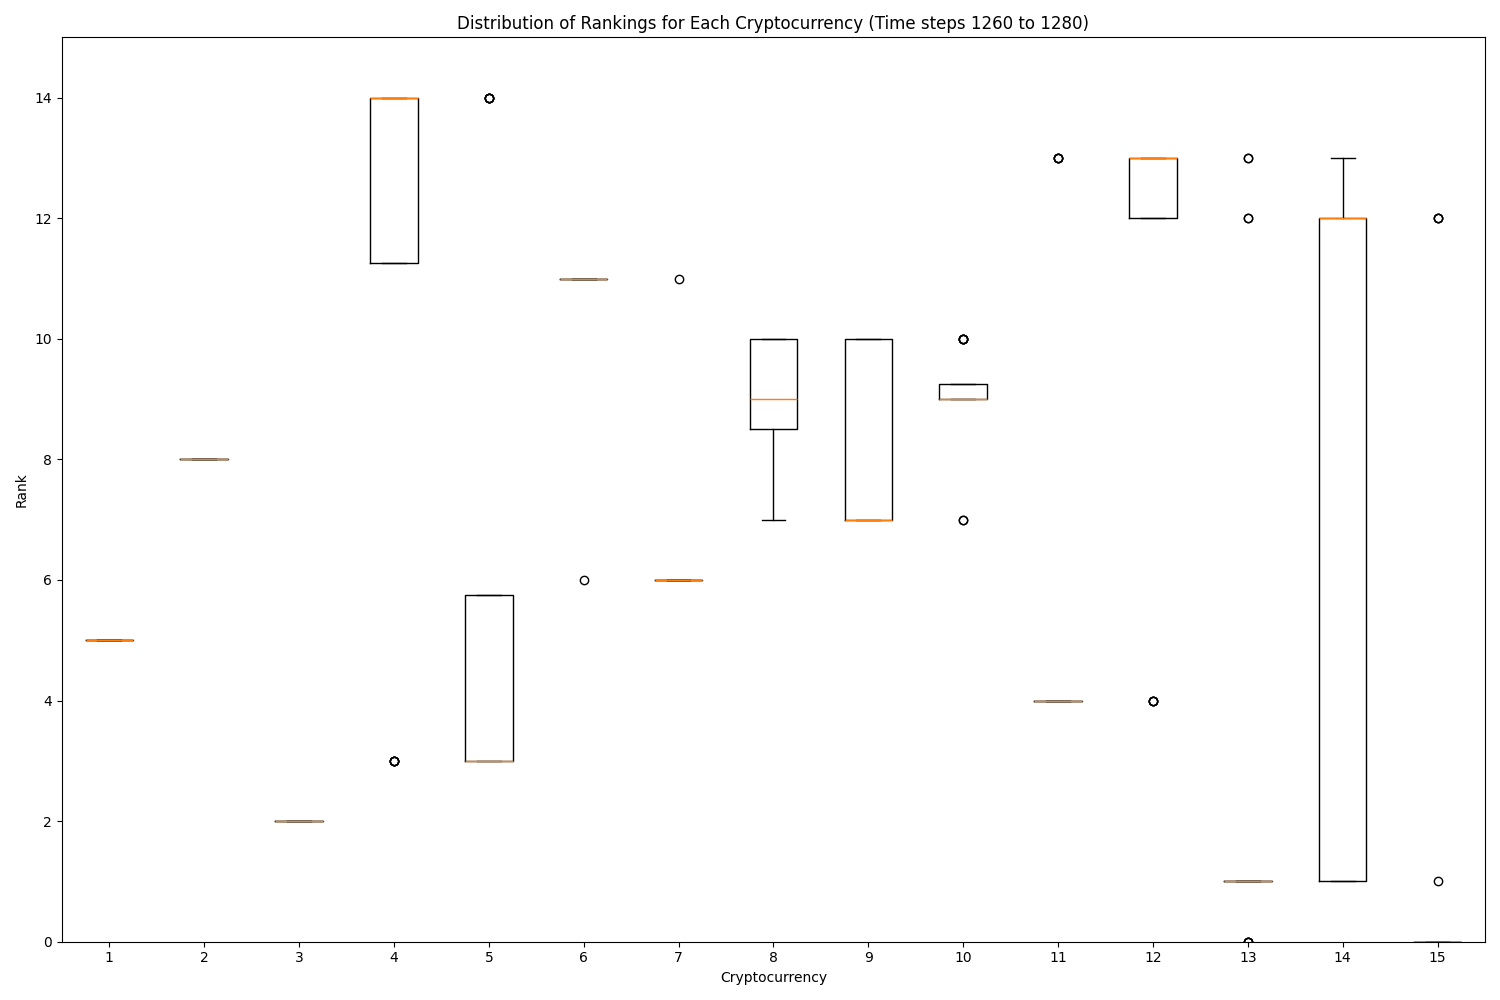 Distribution of Rankings for Each Cryptocurrency (Time steps 1260 to 1280)
14
12
10
8
6
4
2
0
Rank
1 2 3 4 5 6 7 8 9 10 11 12 13 14 15
Cryptocurrency